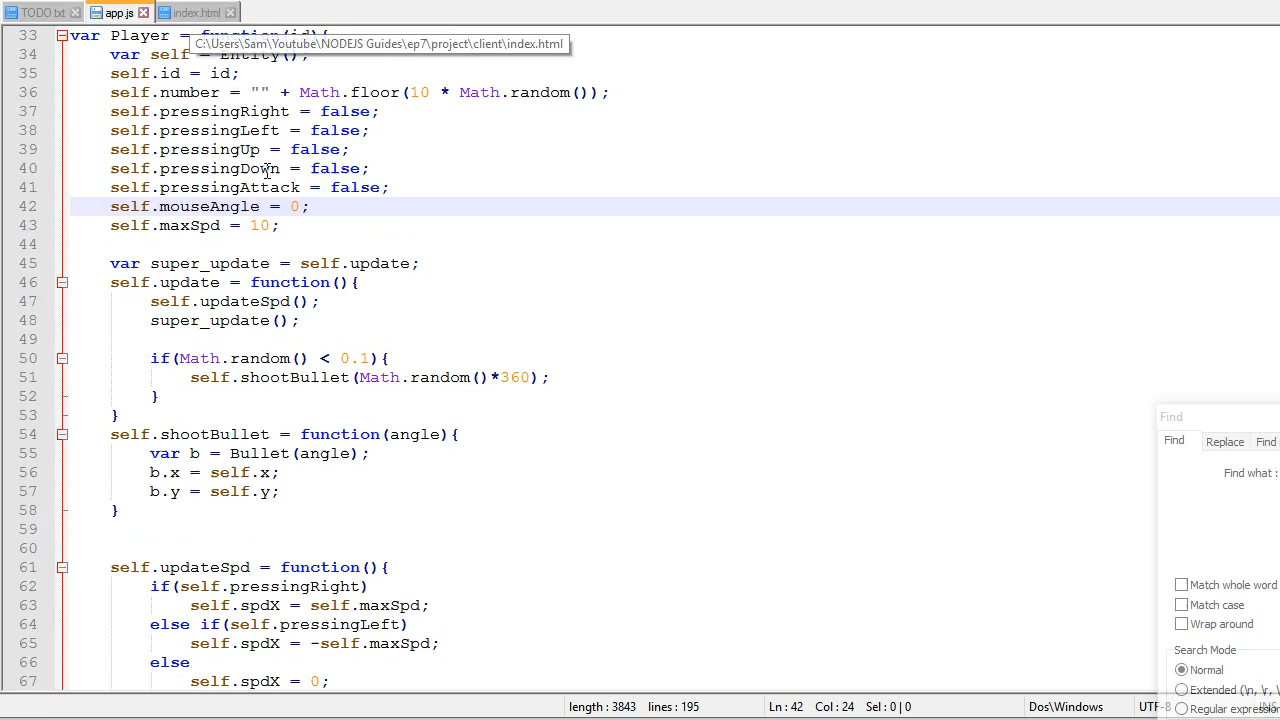 TODO.txt app.js index.html
33 var Player = function(id){
C:\Users\Sam\Youtube\NODEJS Guides\ep7\project\client\index.html
34 var self = Entity();
35 self.id = id;
36 self.number = "" + Math.floor(10 * Math.random());
37 self.pressingRight = false;
38 self.pressingLeft = false;
39 self.pressingUp = false;
40 self.pressingDown = false;
41 self.pressingAttack = false;
42 self.mouseAngle = 0;
43 self.maxSpd = 10;
44
45 var super_update = self.update;
46 self.update = function(){
47 self.updateSpd();
48 super_update();
49
50 if(Math.random() < 0.1){
51 self.shootBullet(Math.random()*360);
52 }
53 }
54 self.shootBullet = function(angle){
55 var b = Bullet(angle);
56 b.x = self.x;
57 b.y = self.y;
58 }
59
60
61 self.updateSpd = function(){
62 if(self.pressingRight)
63 self.spdX = self.maxSpd;
64 else if(self.pressingLeft)
65 self.spdX = -self.maxSpd;
66 else
67 self.spdX = 0;
Find
Find Replace Find
Find what :
Match whole word
Match case
Wrap around
Search Mode
Normal
Extended (\n, \r, \
Regular expression
length : 3843 lines : 195 Ln : 42 Col : 24 Sel : 0 | 0 Dos\Windows UTF-8 INS